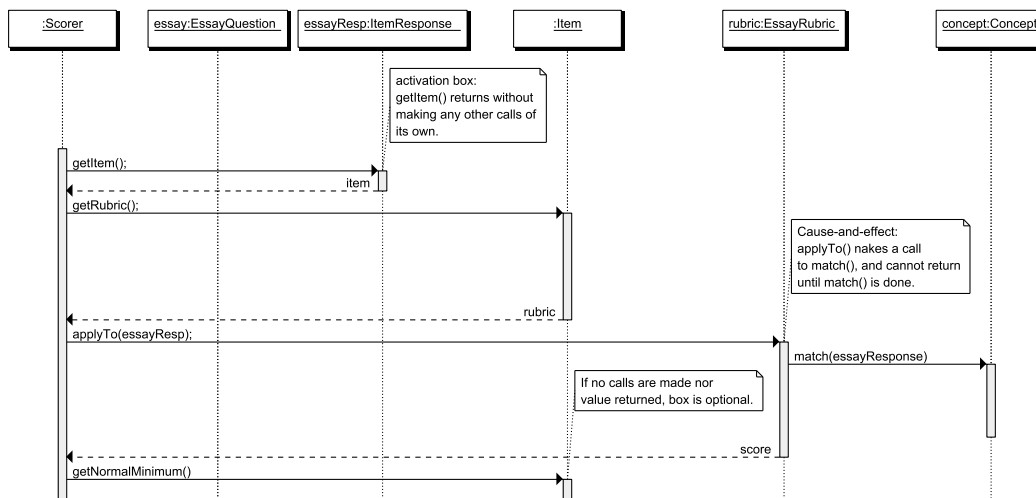 :Scorer
essay:EssayQuestion
essayResp:ItemResponse
:Item
rubric:EssayRubric
concept:Concept
activation box:
getItem() returns without
making any other calls of
its own.
getItem();
item
getRubric();
Cause-and-effect:
applyTo() nakes a call
to match(), and cannot return
until match() is done.
rubric
applyTo(essayResp);
match(essayResponse)
If no calls are made nor
value returned, box is optional.
score
getNormalMinimum()